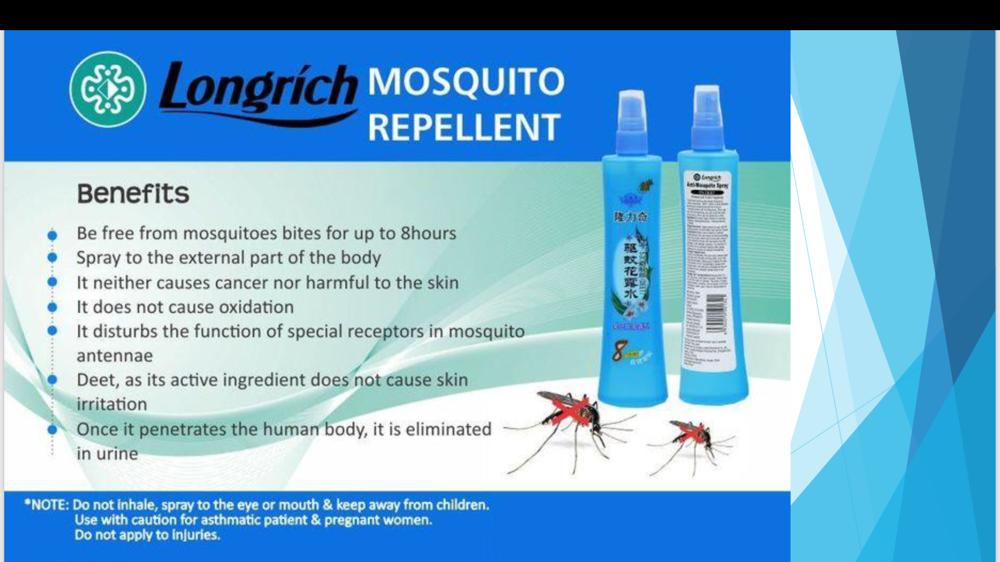 Longrich MOSQUITO
REPELLENT
Benefits
Be free from mosquitoes bites for up to 8hours
Spray to the external part of the body
It neither causes cancer nor harmful to the skin
It does not cause oxidation
It disturbs the function of special receptors in mosquito
antennae
Deet, as its active ingredient does not cause skin
irritation
Once it penetrates the human body, it is eliminated
in urine
隆力奇
驱蚊花露水
8
Longrich
Anti-Mosquito Spray
*NOTE: Do not inhale, spray to the eye or mouth & keep away from children.
Use with caution for asthmatic patient & pregnant women.
Do not apply to injuries.